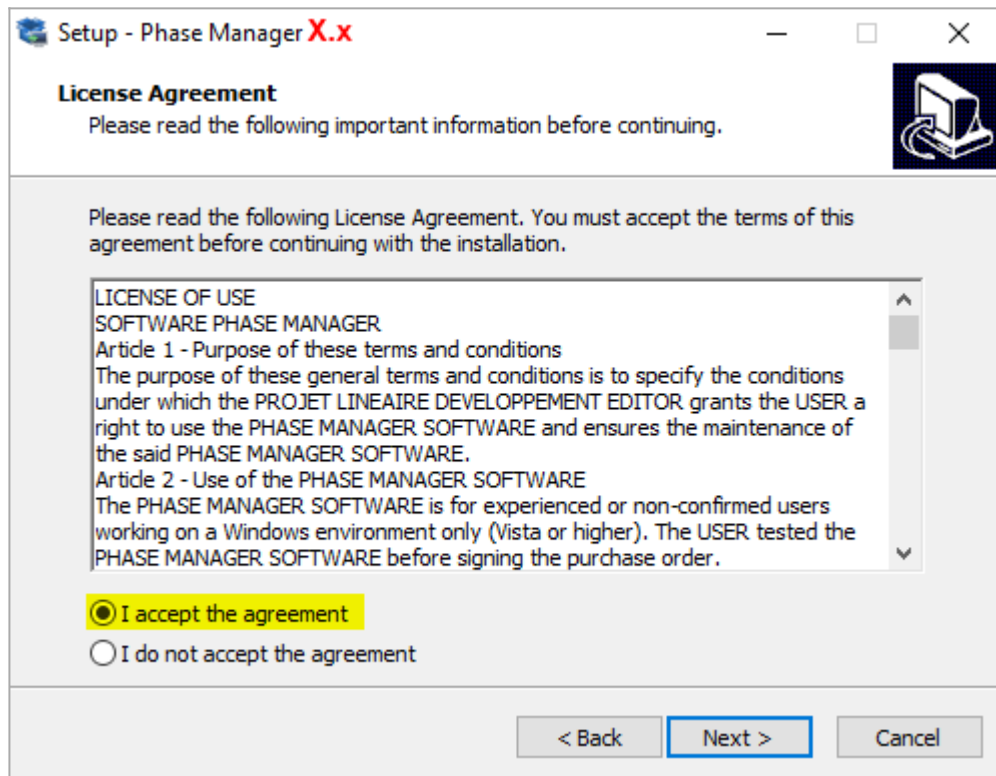 Setup - Phase Manager X.x
License Agreement
Please read the following important information before continuing.
Please read the following License Agreement. You must accept the terms of this
agreement before continuing with the installation.
LICENSE OF USE
SOFTWARE PHASE MANAGER
Article 1 - Purpose of these terms and conditions
The purpose of these general terms and conditions is to specify the conditions
under which the PROJET LINEAIRE DEVELOPPEMENT EDITOR grants the USER a
right to use the PHASE MANAGER SOFTWARE and ensures the maintenance of
the said PHASE MANAGER SOFTWARE.
Article 2 - Use of the PHASE MANAGER SOFTWARE
The PHASE MANAGER SOFTWARE is for experienced or non-confirmed users
working on a Windows environment only (Vista or higher). The USER tested the
PHASE MANAGER SOFTWARE before signing the purchase order.
I accept the agreement
I do not accept the agreement
< Back Next > Cancel